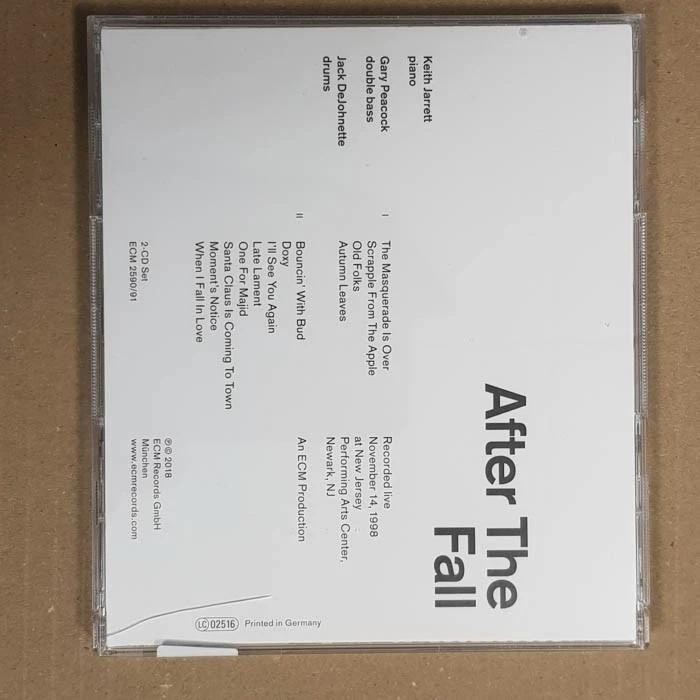 After The
Fall
Keith Jarrett
piano
Gary Peacock
double bass
Jack DeJohnette
drums
I
The Masquerade Is Over
Scrapple From The Apple
Old Folks
Autumn Leaves
II
Bouncin' With Bud
Doxy
I'll See You Again
Late Lament
One For Majid
Santa Claus Is Coming To Town
Moment's Notice
When I Fall In Love
Recorded live
November 14, 1998
at New Jersey
Performing Arts Center,
Newark, NJ
An ECM Production
2-CD Set
ECM 2590/91
℗© 2018
ECM Records GmbH
München
www.ecmrecords.com
LC 02516 Printed in Germany